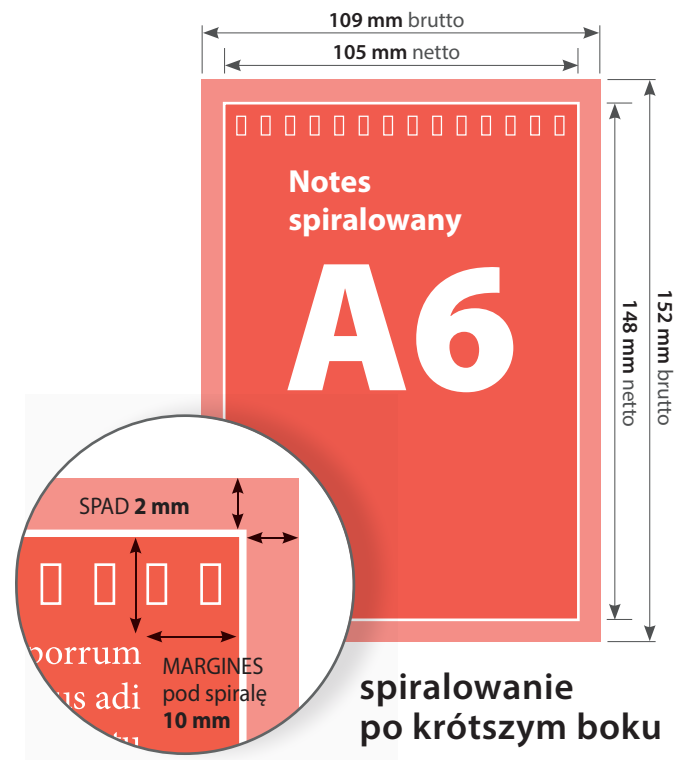 109 mm brutto
105 mm netto
Notes
spiralowany
A6
148 mm netto
152 mm brutto
SPAD 2 mm
porrum
us adi
tu
MARGINES
pod spiralę
10 mm
spiralowanie
po krótszym boku